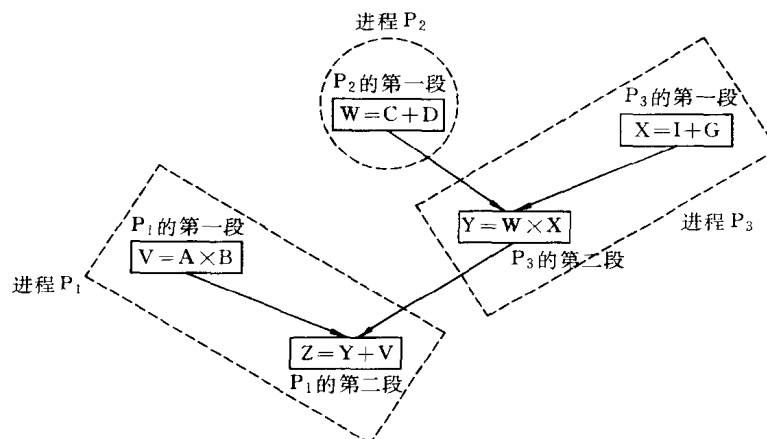 进程 P₂
P₂的第一段
W=C+D
P₃的第一段
X=I+G
P₁的第一段
V=A×B
Y=W×X
进程 P₃
P₃的第二段
进程 P₁
Z=Y+V
P₁的第二段